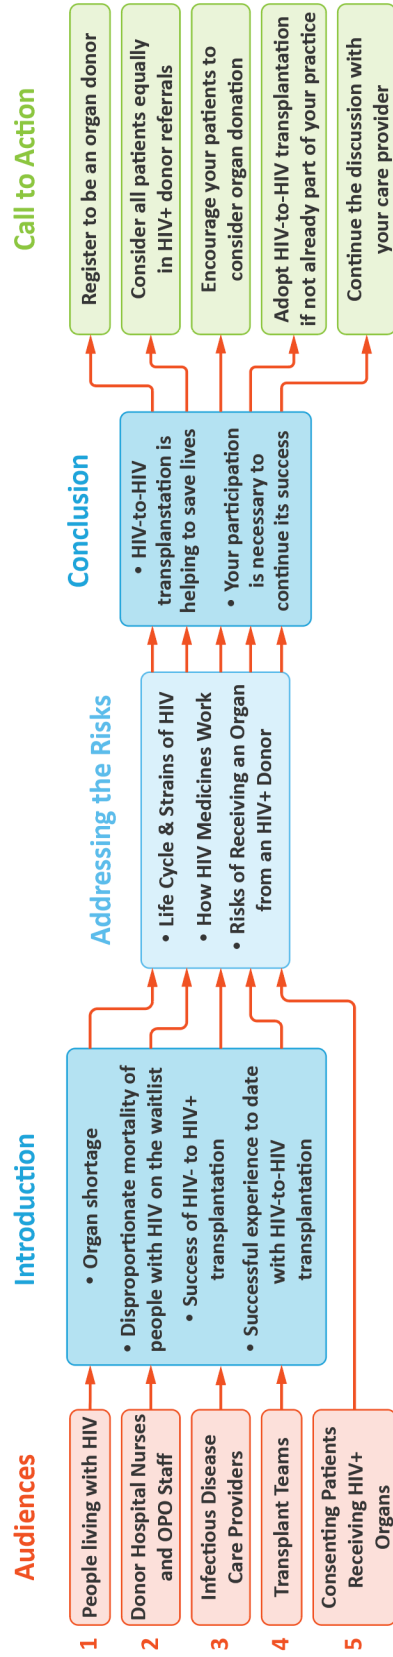 Audiences
1
People living with HIV
2
Donor Hospital Nurses
and OPO Staff
3
Infectious Disease
Care Providers
4
Transplant Teams
5
Consenting Patients
Receiving HIV+
Organs
Introduction
• Organ shortage
• Disproportionate mortality of
people with HIV on the waitlist
• Success of HIV- to HIV+
transplantation
• Successful experience to date
with HIV-to-HIV
transplantation
Addressing the Risks
• Life Cycle & Strains of HIV
• How HIV Medicines Work
• Risks of Receiving an Organ
from an HIV+ Donor
Conclusion
• HIV-to-HIV
transplanstation is
helping to save lives
• Your participation
is necessary to
continue its success
Call to Action
Register to be an organ donor
Consider all patients equally
in HIV+ donor referrals
Encourage your patients to
consider organ donation
Adopt HIV-to-HIV transplantation
if not already part of your practice
Continue the discussion with
your care provider